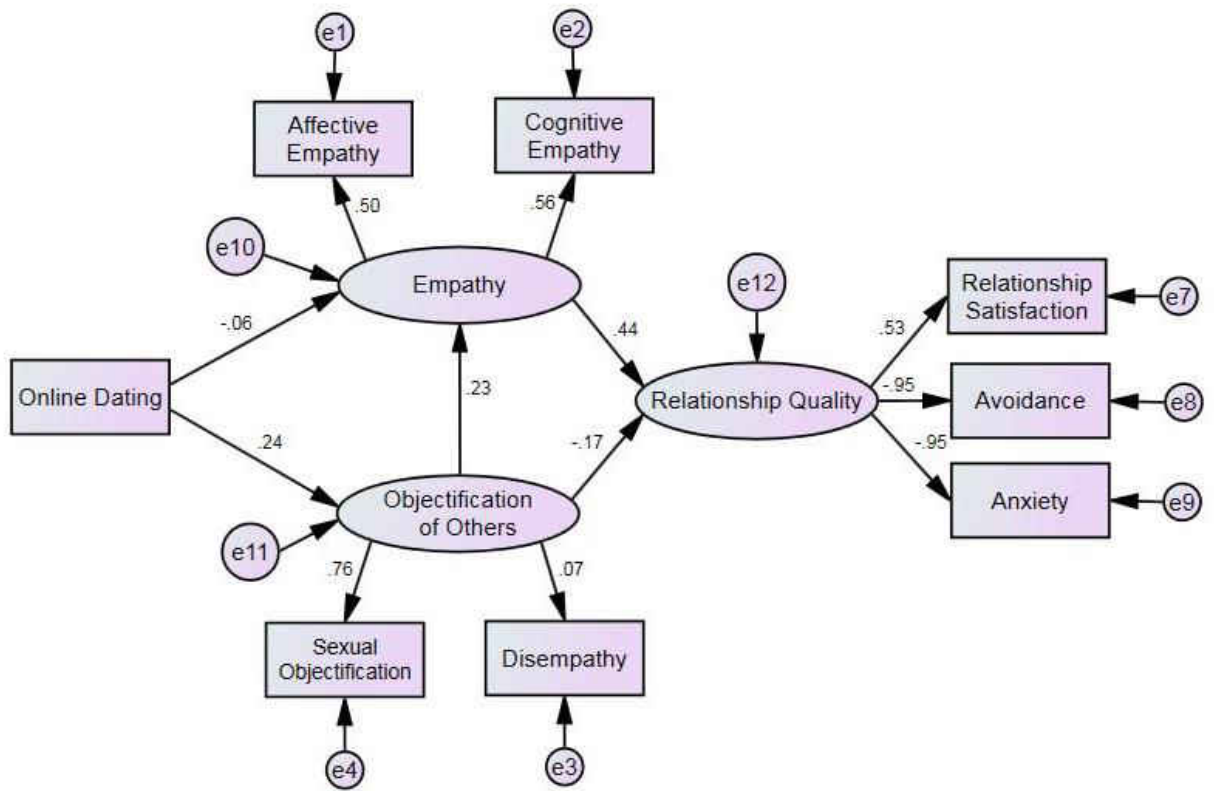 e1
e2
Affective
Empathy
Cognitive
Empathy
.50
.56
e10
Empathy
e12
Relationship
Satisfaction
e7
-.06
.44
.53
Online Dating
.23
Relationship Quality
-.95
Avoidance
e8
.24
-.17
-.95
Objectification
of Others
Anxiety
e9
e11
.76
.07
Sexual
Objectification
Disempathy
e4
e3